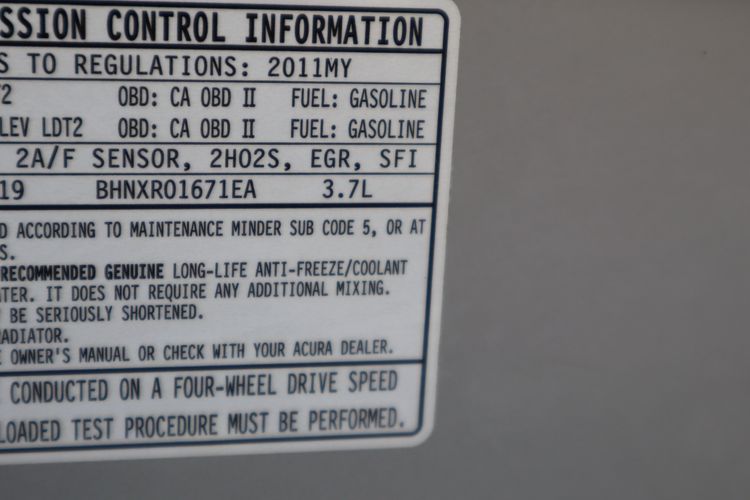 SSION CONTROL INFORMATION
S TO REGULATIONS: 2011MY
2 OBD: CA OBD II FUEL: GASOLINE
LEV LDT2 OBD: CA OBD II FUEL: GASOLINE
2A/F SENSOR, 2HO2S, EGR, SFI
19 BHNXR01671EA 3.7L
D ACCORDING TO MAINTENANCE MINDER SUB CODE 5, OR AT
S.
RECOMMENDED GENUINE LONG-LIFE ANTI-FREEZE/COOLANT
TER. IT DOES NOT REQUIRE ANY ADDITIONAL MIXING.
BE SERIOUSLY SHORTENED.
ADIATOR.
E OWNER'S MANUAL OR CHECK WITH YOUR ACURA DEALER.
CONDUCTED ON A FOUR-WHEEL DRIVE SPEED
LOADED TEST PROCEDURE MUST BE PERFORMED.